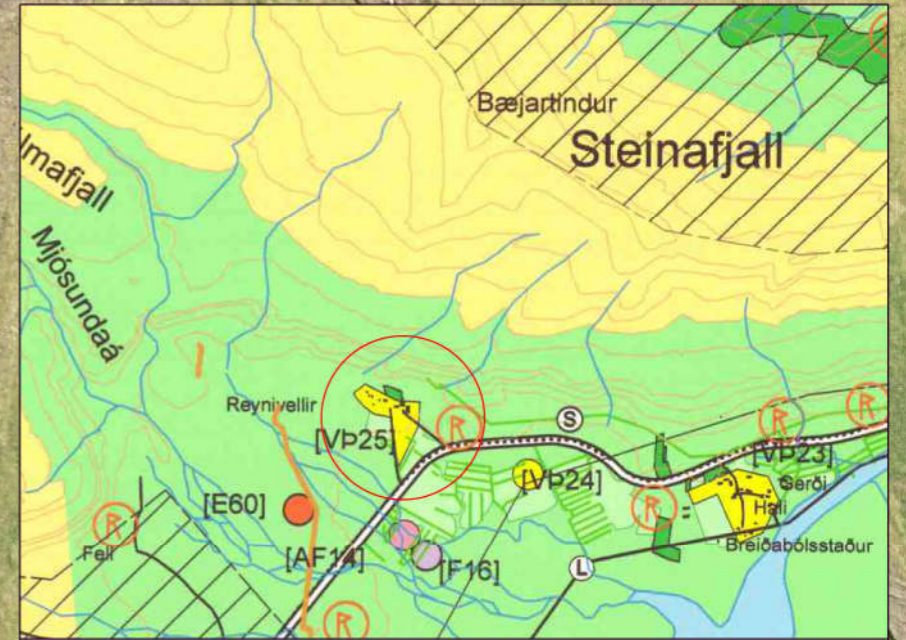 Bæjartindur
Steinafjall
lmafjall
Mjósundaá
Reynivellir
R
S
[VÞ25]
R
R
[VÞ23]
[VÞ24]
Gerði
[E60]
R
Hali
R
Fell
[AF14]
[F16]
L
Breiðabólsstaður
R